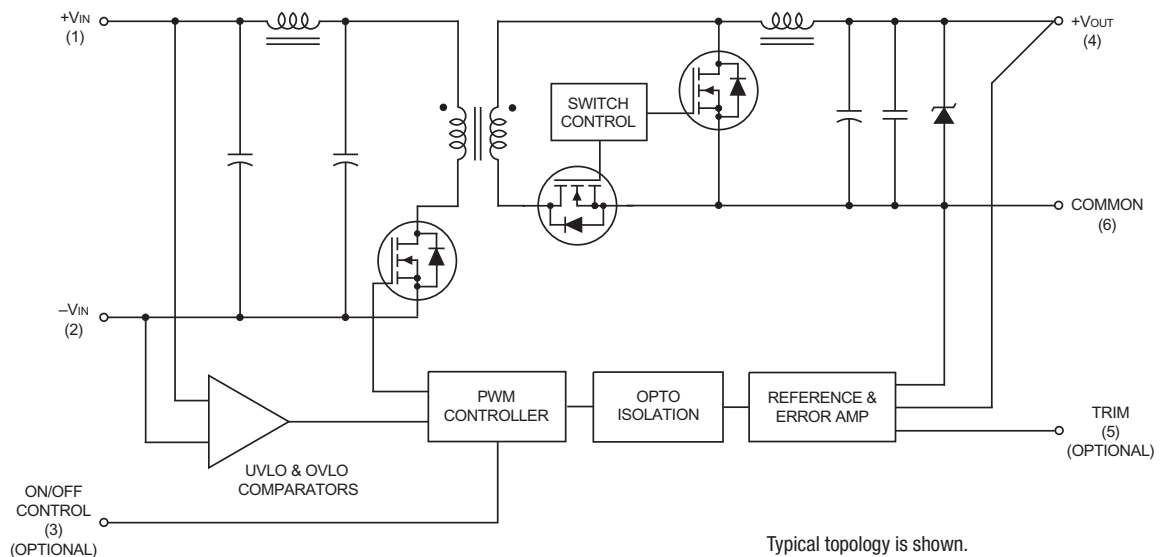 +VIN
(1)
+VOUT
(4)
SWITCH
CONTROL
COMMON
(6)
–VIN
(2)
PWM
CONTROLLER
OPTO
ISOLATION
REFERENCE &
ERROR AMP
TRIM
(5)
(OPTIONAL)
UVLO & OVLO
COMPARATORS
ON/OFF
CONTROL
(3)
(OPTIONAL)
Typical topology is shown.